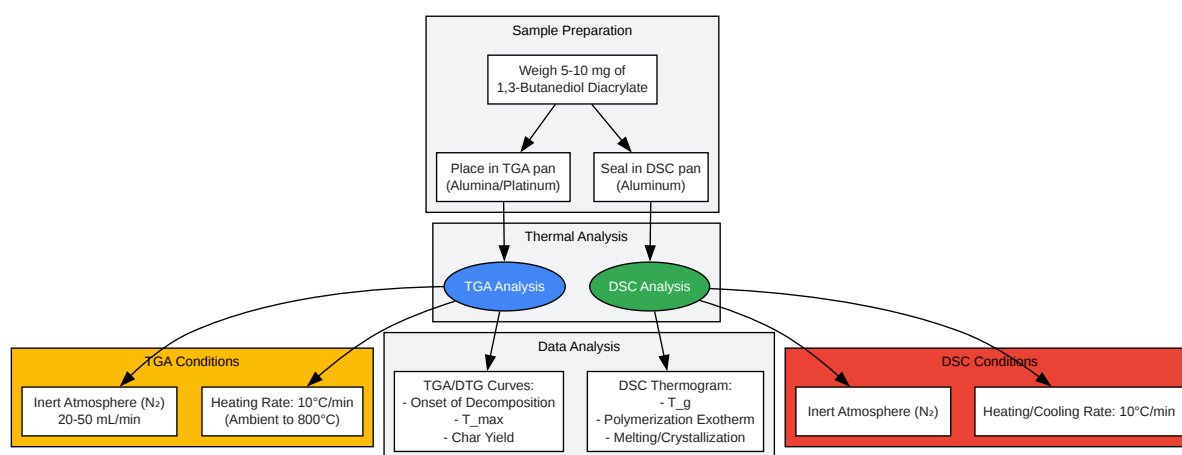 Sample Preparation
Weigh 5-10 mg of
1,3-Butanediol Diacrylate
Place in TGA pan
(Alumina/Platinum)
Seal in DSC pan
(Aluminum)
Thermal Analysis
TGA Analysis
DSC Analysis
TGA Conditions
Inert Atmosphere (N₂)
20-50 mL/min
Heating Rate: 10°C/min
(Ambient to 800°C)
Data Analysis
TGA/DTG Curves:
- Onset of Decomposition
- T_max
- Char Yield
DSC Thermogram:
- T_g
- Polymerization Exotherm
- Melting/Crystallization
DSC Conditions
Inert Atmosphere (N₂)
Heating/Cooling Rate: 10°C/min